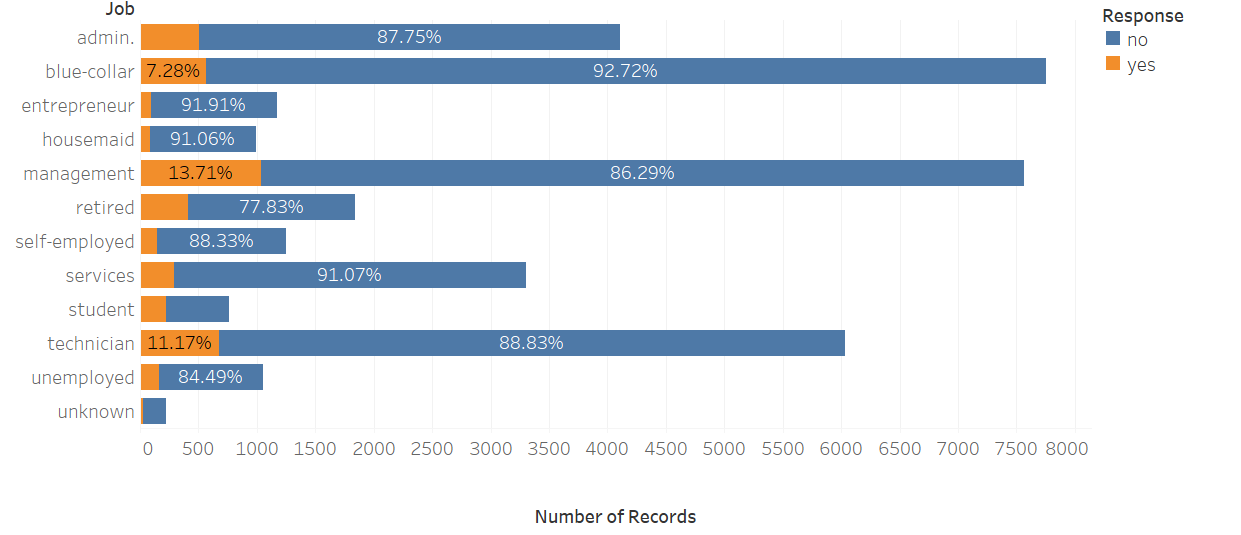 Job
Response
no
yes
admin. 87.75%
blue-collar 7.28% 92.72%
entrepreneur 91.91%
housemaid 91.06%
management 13.71% 86.29%
retired 77.83%
self-employed 88.33%
services 91.07%
student
technician 11.17% 88.83%
unemployed 84.49%
unknown
0 500 1000 1500 2000 2500 3000 3500 4000 4500 5000 5500 6000 6500 7000 7500 8000
Number of Records